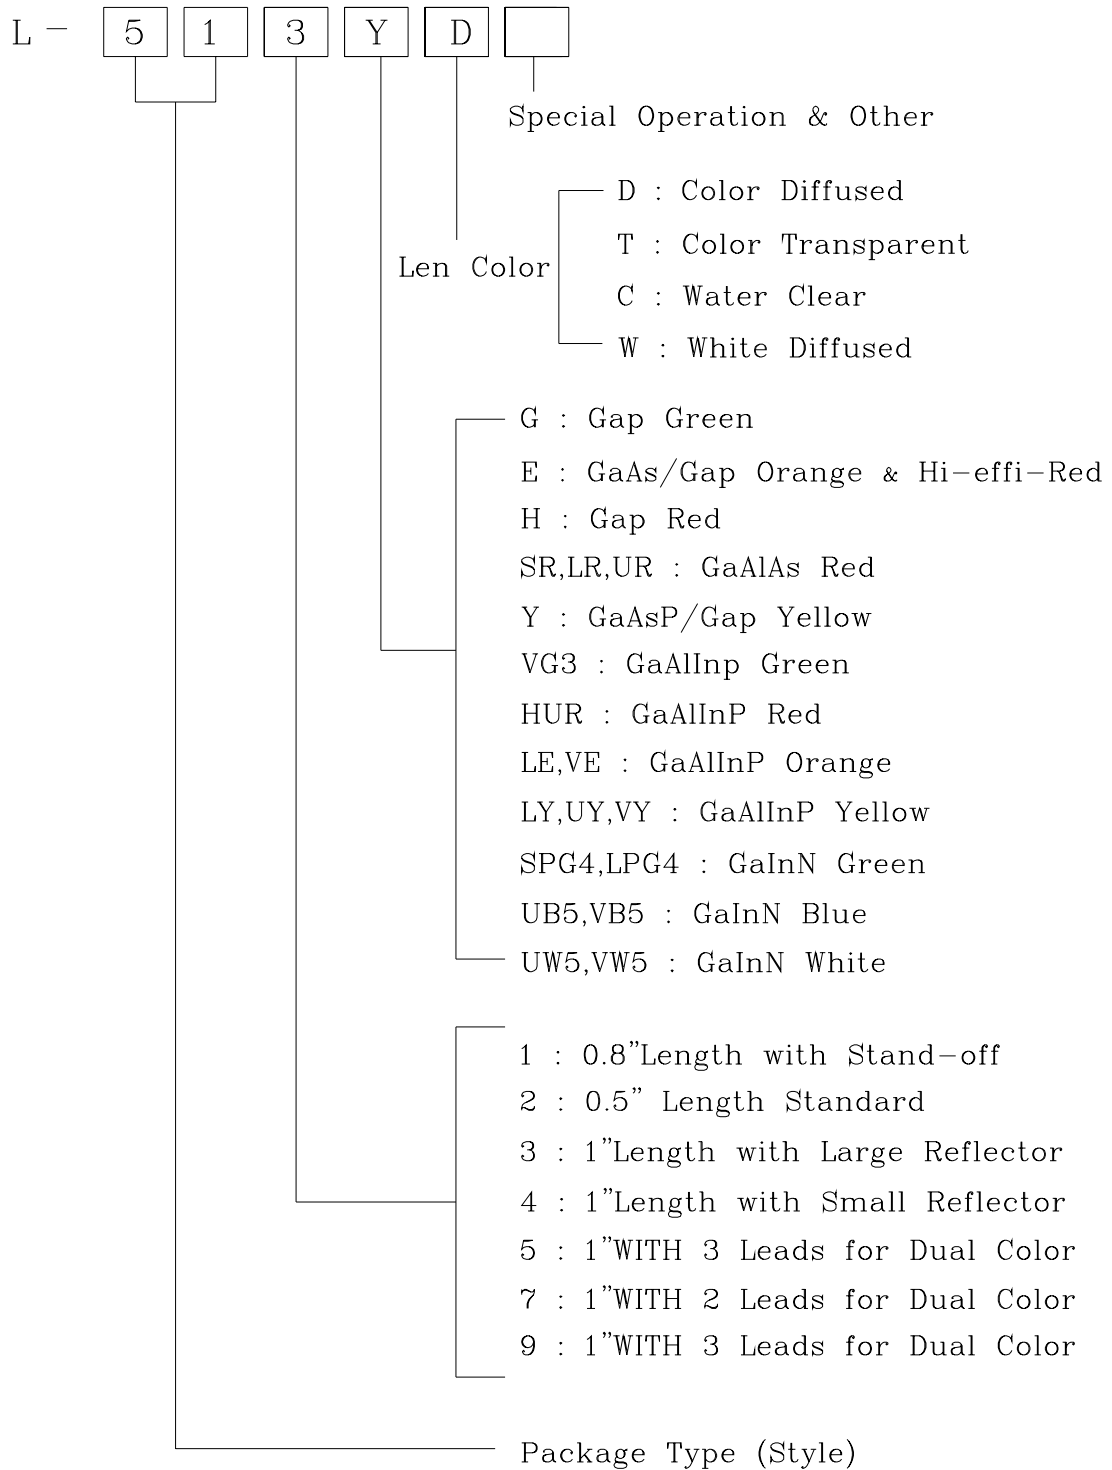 L- 5 1 3 Y D
Special Operation & Other
D : Color Diffused
T : Color Transparent
Len Color
C : Water Clear
W : White Diffused
G : Gap Green
E : GaAs/Gap Orange & Hi-effi-Red
H : Gap Red
SR,LR,UR : GaAlAs Red
Y : GaAsP/Gap Yellow
VG3 : GaAlInp Green
HUR : GaAlInP Red
LE,VE : GaAlInP Orange
LY,UY,VY : GaAlInP Yellow
SPG4,LPG4 : GaInN Green
UB5,VB5 : GaInN Blue
UW5,VW5 : GaInN White
1 : 0.8”Length with Stand-off
2 : 0.5” Length Standard
3 : 1”Length with Large Reflector
4 : 1”Length with Small Reflector
5 : 1”WITH 3 Leads for Dual Color
7 : 1”WITH 2 Leads for Dual Color
9 : 1”WITH 3 Leads for Dual Color
Package Type (Style)